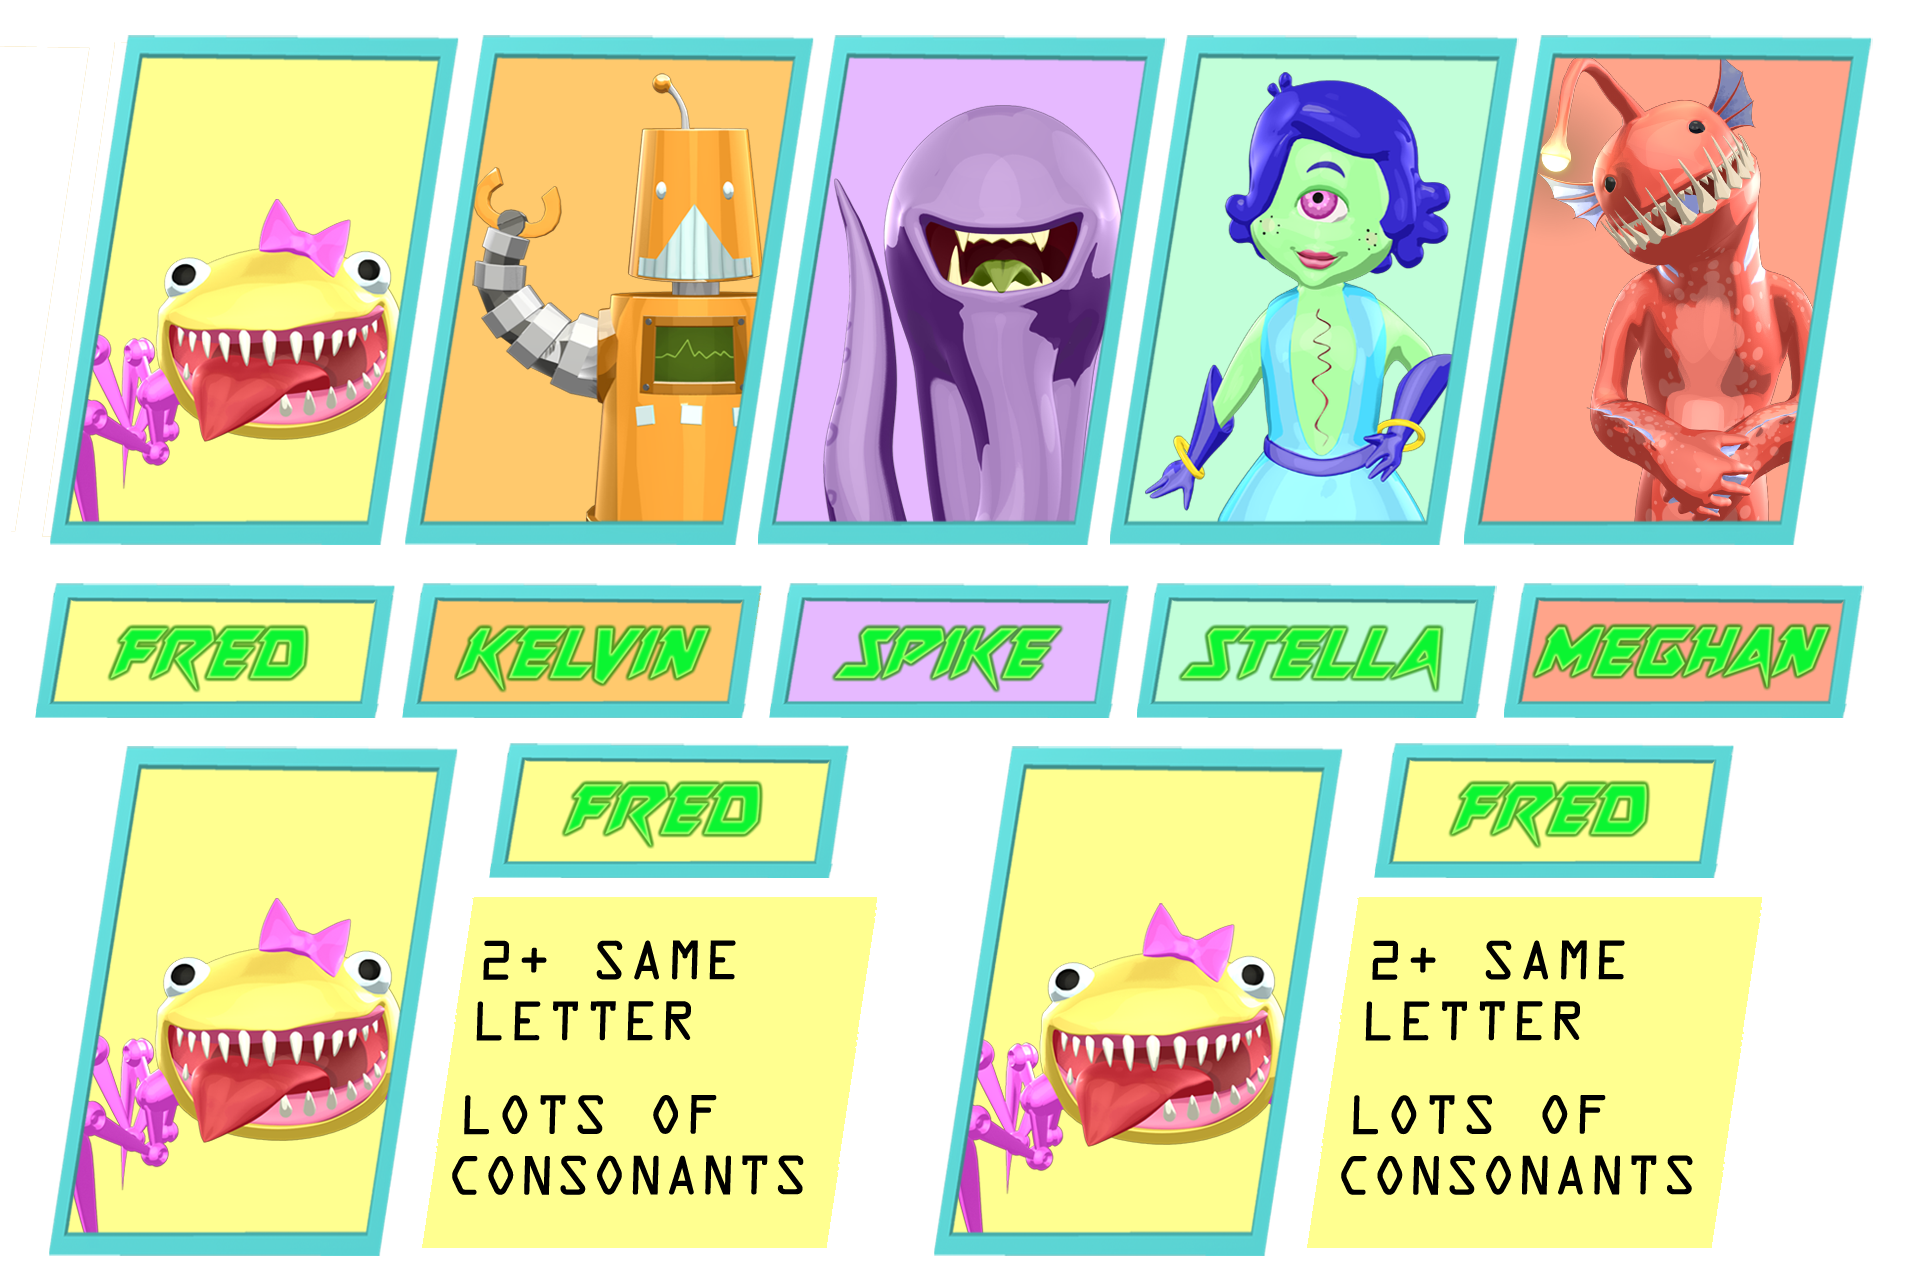 FRED
KELVIN
SPIKE
STELLA
MEGHAN
FRED
2+ SAME
LETTER
LOTS OF
CONSONANTS
FRED
2+ SAME
LETTER
LOTS OF
CONSONANTS